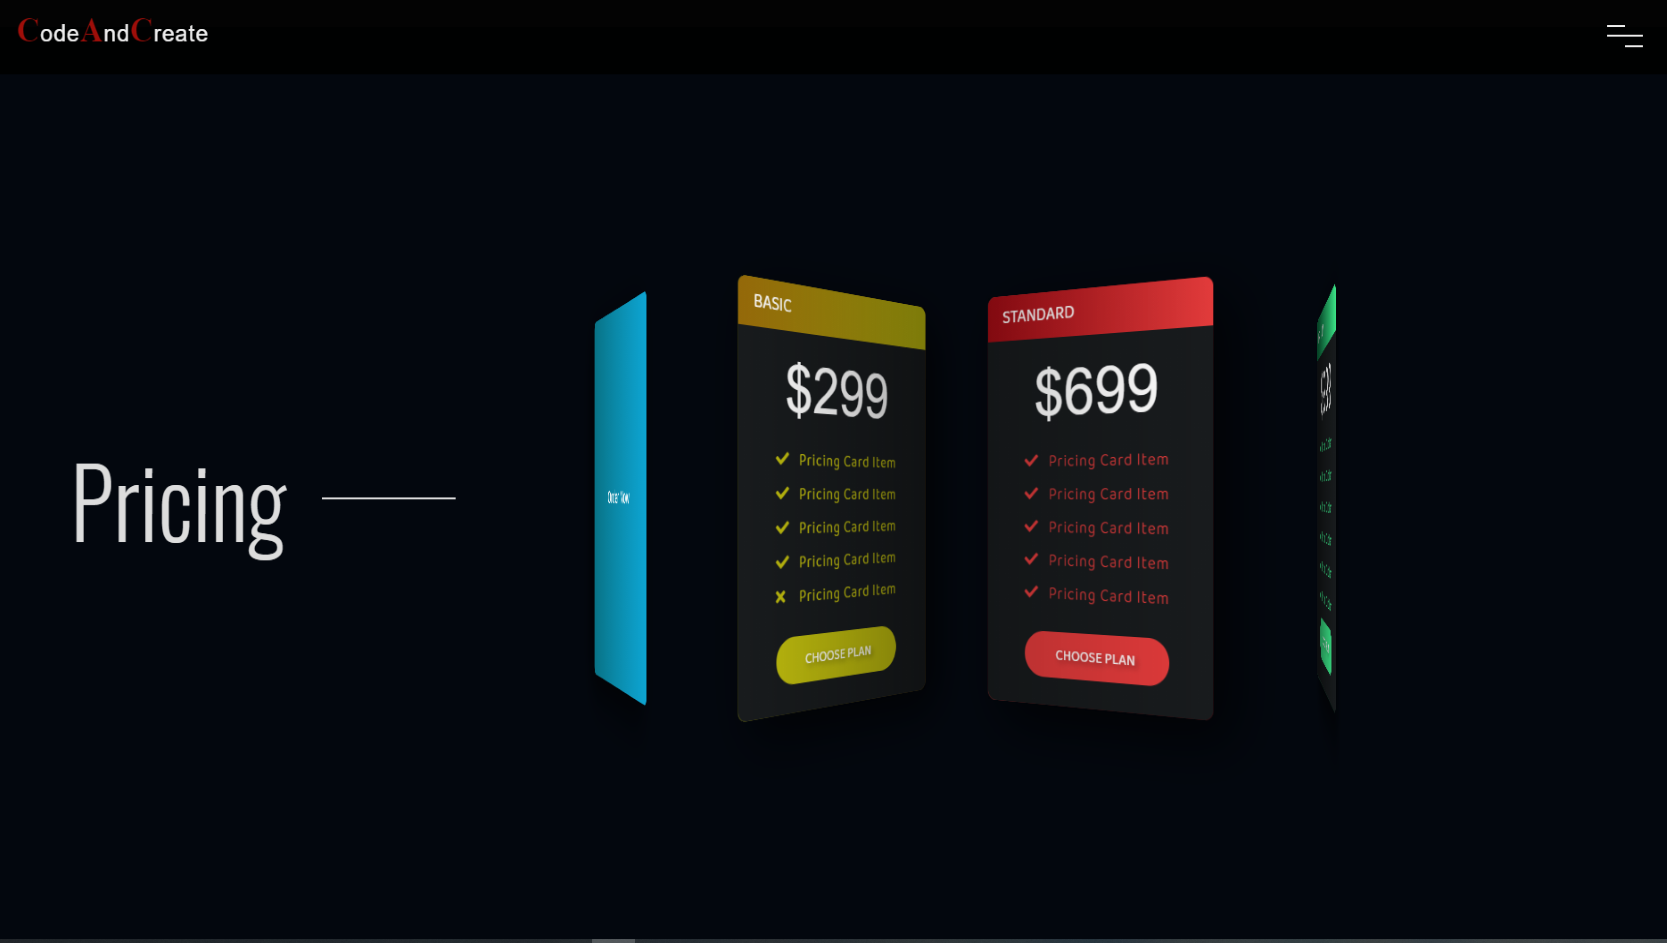 CodeAndCreate
Pricing
Order Now
BASIC
$299
✓ Pricing Card Item
✓ Pricing Card Item
✓ Pricing Card Item
✓ Pricing Card Item
✗ Pricing Card Item
CHOOSE PLAN
STANDARD
$699
✓ Pricing Card Item
✓ Pricing Card Item
✓ Pricing Card Item
✓ Pricing Card Item
✓ Pricing Card Item
CHOOSE PLAN